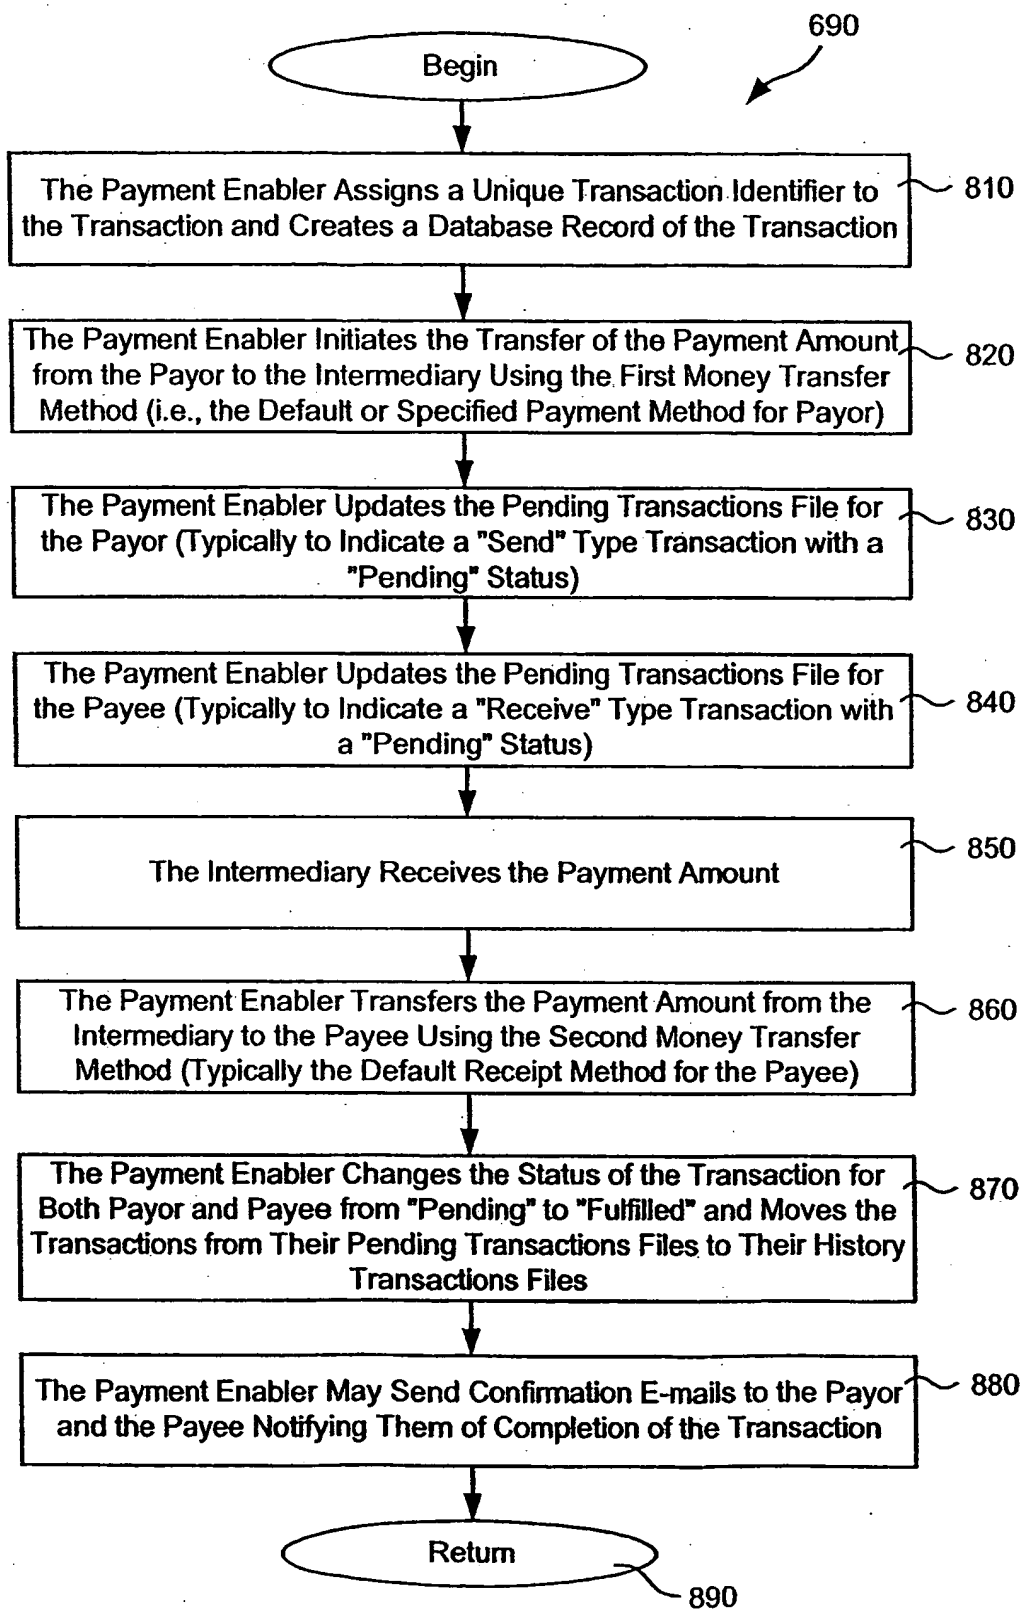 690
Begin
The Payment Enabler Assigns a Unique Transaction Identifier to
the Transaction and Creates a Database Record of the Transaction
810
The Payment Enabler Initiates the Transfer of the Payment Amount
from the Payor to the Intermediary Using the First Money Transfer
Method (i.e., the Default or Specified Payment Method for Payor)
820
The Payment Enabler Updates the Pending Transactions File for
the Payor (Typically to Indicate a "Send" Type Transaction with a
"Pending" Status)
830
The Payment Enabler Updates the Pending Transactions File for
the Payee (Typically to Indicate a "Receive" Type Transaction with
a "Pending" Status)
840
The Intermediary Receives the Payment Amount
850
The Payment Enabler Transfers the Payment Amount from the
Intermediary to the Payee Using the Second Money Transfer
Method (Typically the Default Receipt Method for the Payee)
860
The Payment Enabler Changes the Status of the Transaction for
Both Payor and Payee from "Pending" to "Fulfilled" and Moves the
Transactions from Their Pending Transactions Files to Their History
Transactions Files
870
The Payment Enabler May Send Confirmation E-mails to the Payor
and the Payee Notifying Them of Completion of the Transaction
880
Return
890